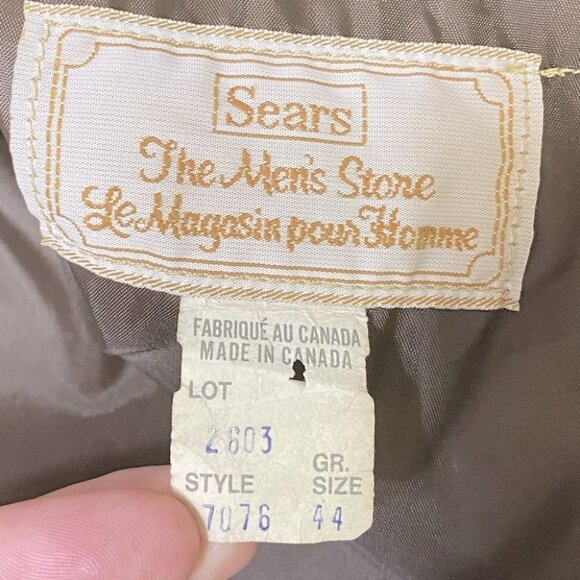 Sears
The Men's Store
Le Magasin pour Homme
FABRIQUÉ AU CANADA
MADE IN CANADA
LOT
2603
STYLE GR. SIZE
7076 44